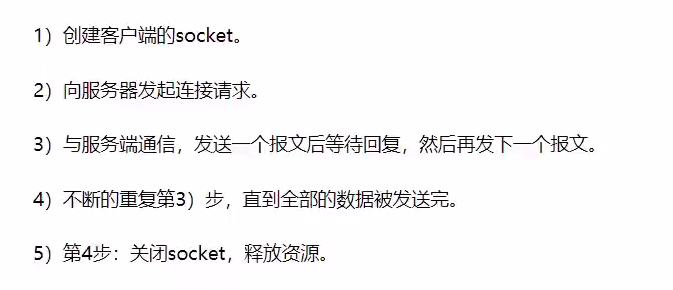 1）创建客户端的socket。
2）向服务器发起连接请求。
3）与服务端通信，发送一个报文后等待回复，然后再发下一个报文。
4）不断的重复第3）步，直到全部的数据被发送完。
5）第4步：关闭socket，释放资源。